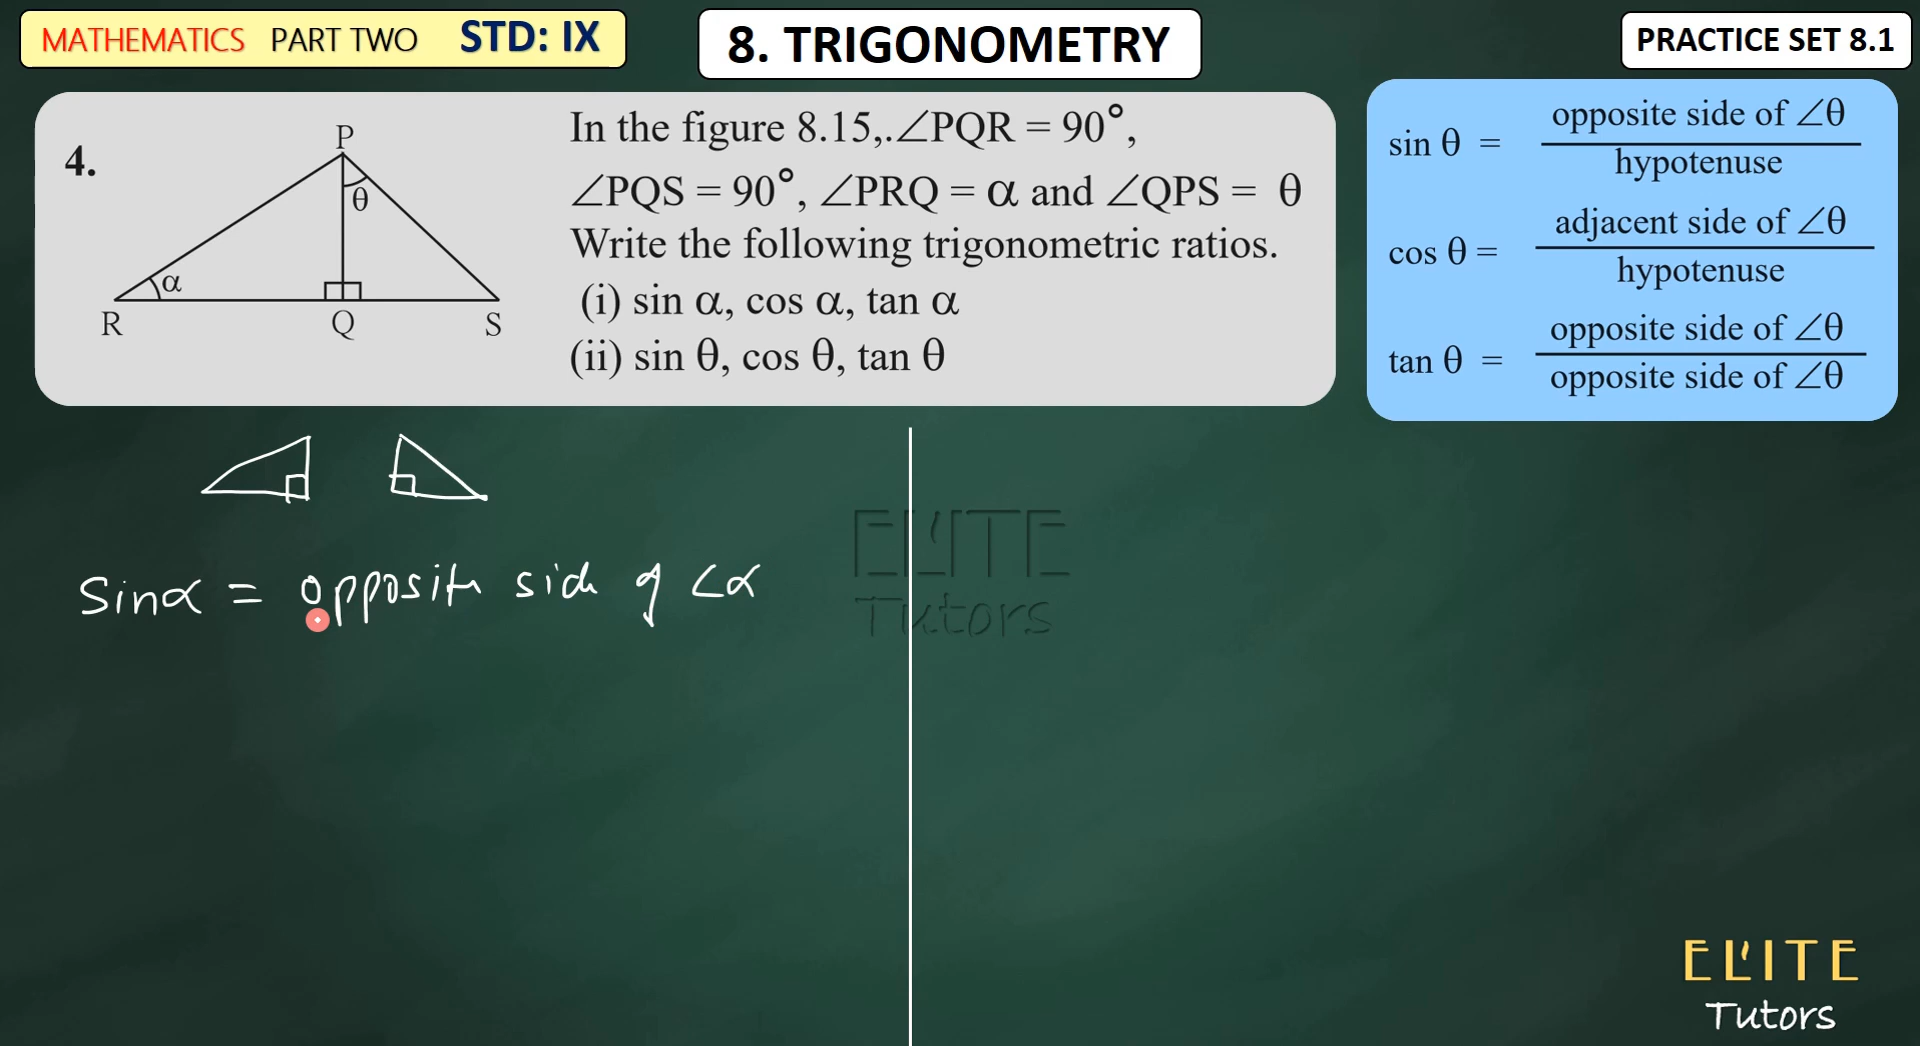 MATHEMATICS PART TWO STD: IX
8. TRIGONOMETRY
PRACTICE SET 8.1
4.
P
θ
α
R
Q
S
In the figure 8.15,.∠PQR = 90°,
∠PQS = 90°, ∠PRQ = α and ∠QPS = θ
Write the following trigonometric ratios.
(i) sin α, cos α, tan α
(ii) sin θ, cos θ, tan θ
sin θ = opposite side of ∠θ
hypotenuse
cos θ = adjacent side of ∠θ
hypotenuse
tan θ = opposite side of ∠θ
opposite side of ∠θ
Sinα = opposite side of ∠α
ELITE
Tutors
ELITE
Tutors